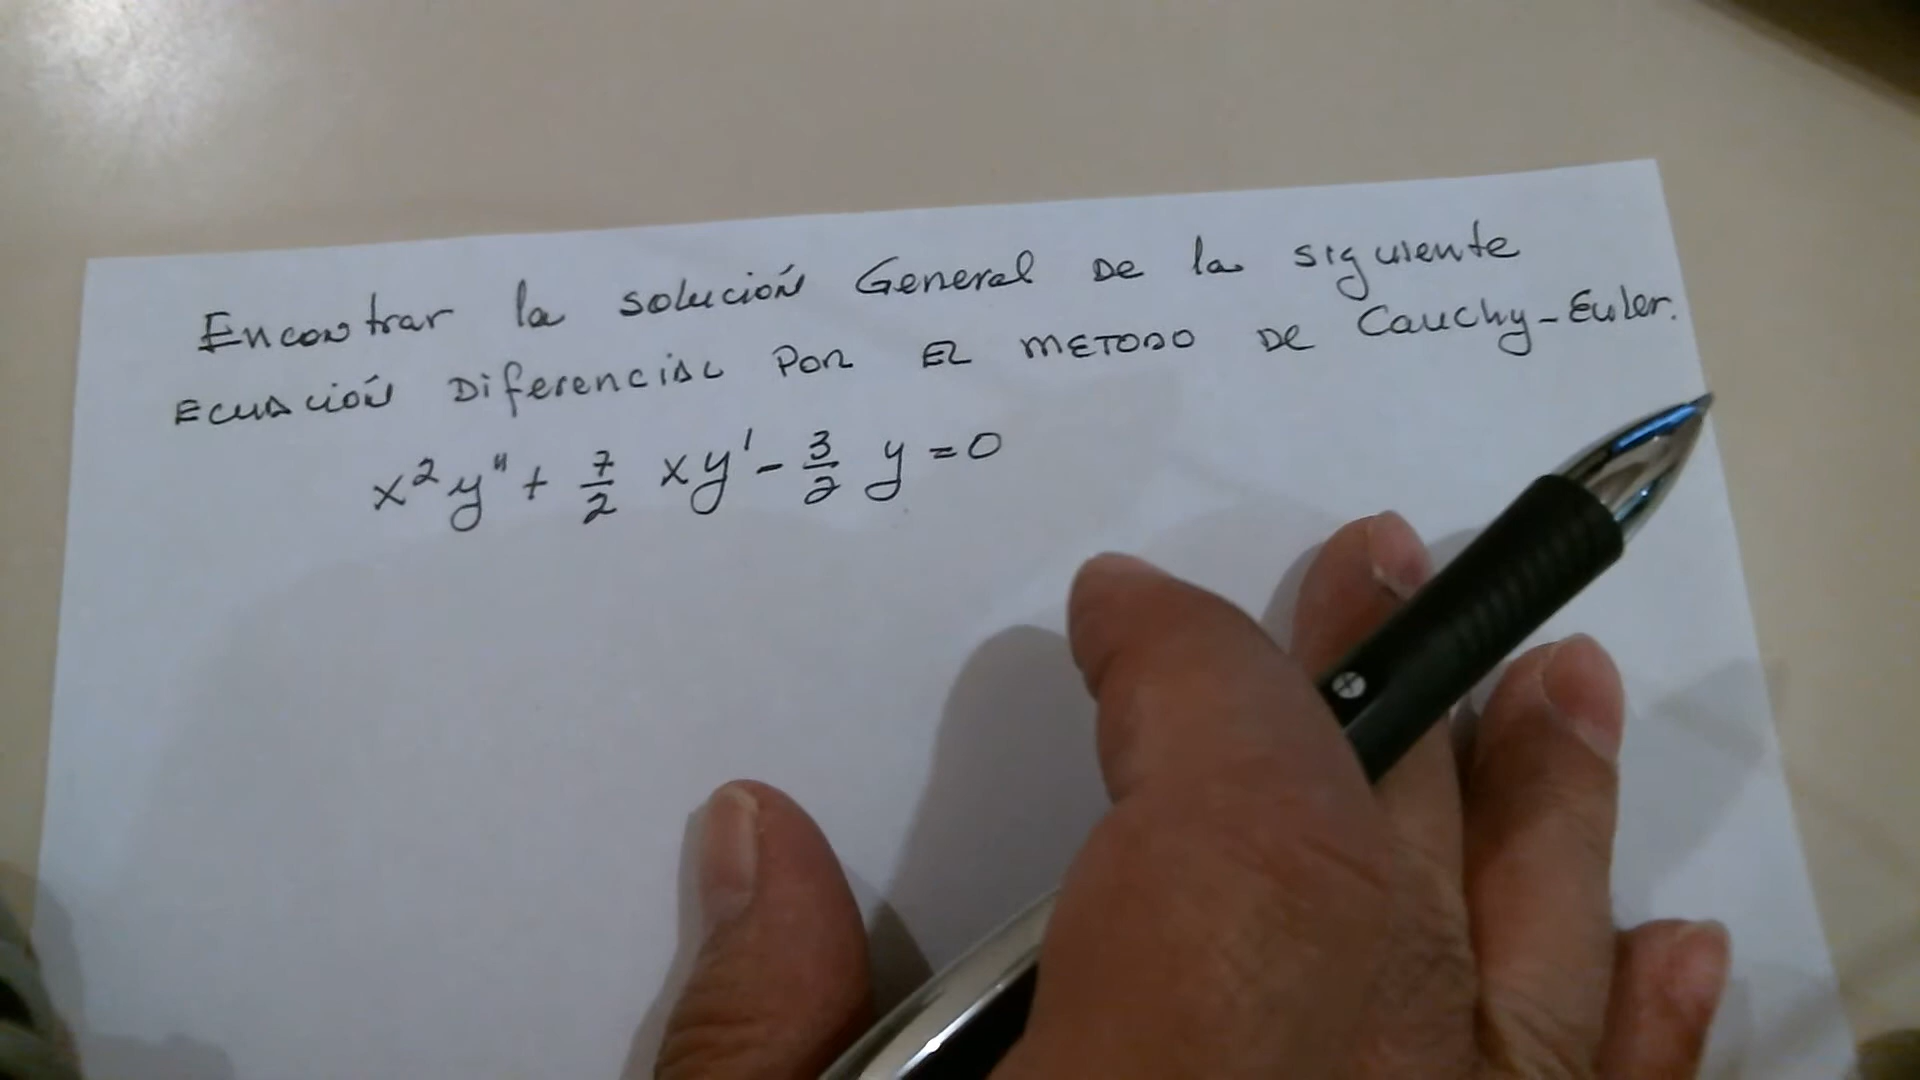 Encontrar la solución General De la siguiente
Ecuación Diferencial Por El metodo De Cauchy-Euler.
x²y" + 7/2 xy' - 3/2 y = 0